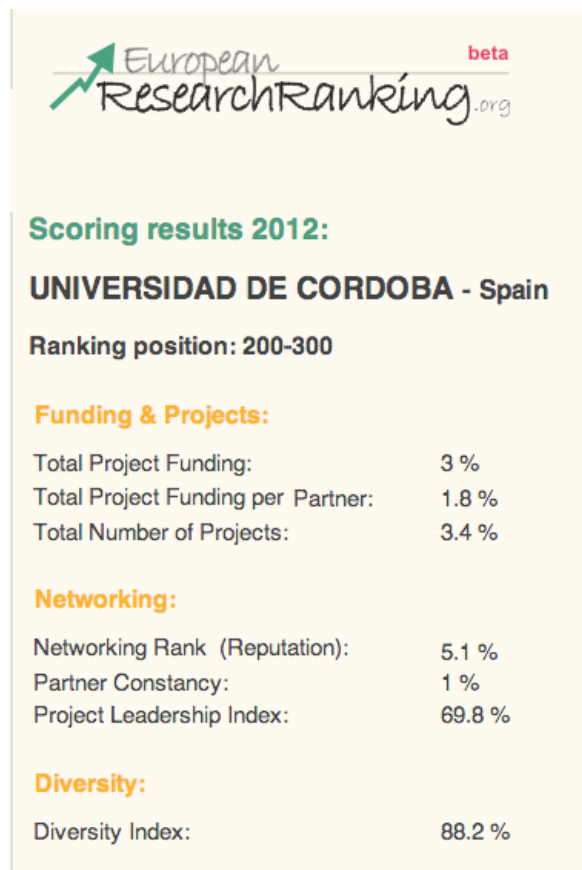 European
beta
ResearchRanking.org
Scoring results 2012:
UNIVERSIDAD DE CORDOBA - Spain
Ranking position: 200-300
Funding & Projects:
Total Project Funding: 3 %
Total Project Funding per Partner: 1.8 %
Total Number of Projects: 3.4 %
Networking:
Networking Rank (Reputation): 5.1 %
Partner Constancy: 1 %
Project Leadership Index: 69.8 %
Diversity:
Diversity Index: 88.2 %